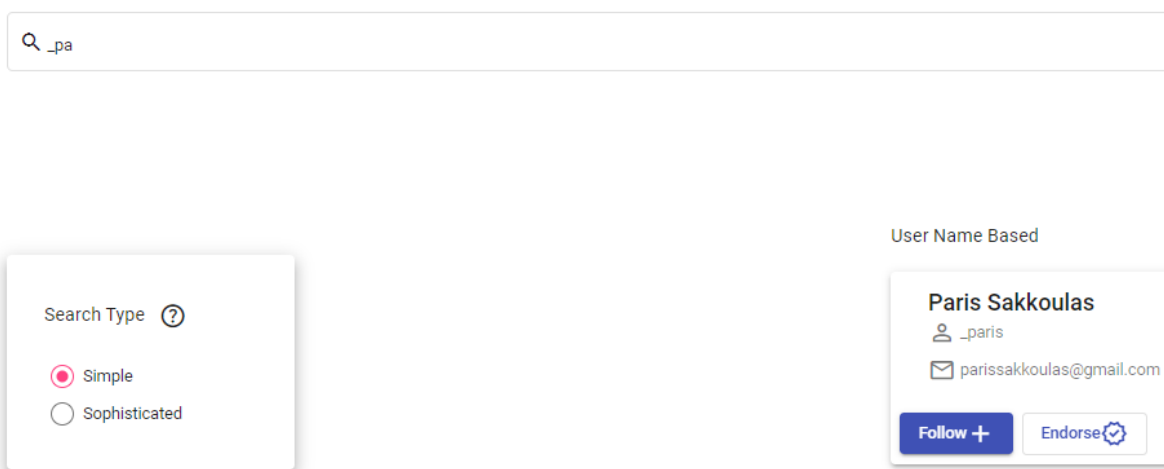 _pa
User Name Based
Search Type
Simple
Sophisticated
Paris Sakkoulas
_paris
parissakkoulas@gmail.com
Follow
Endorse